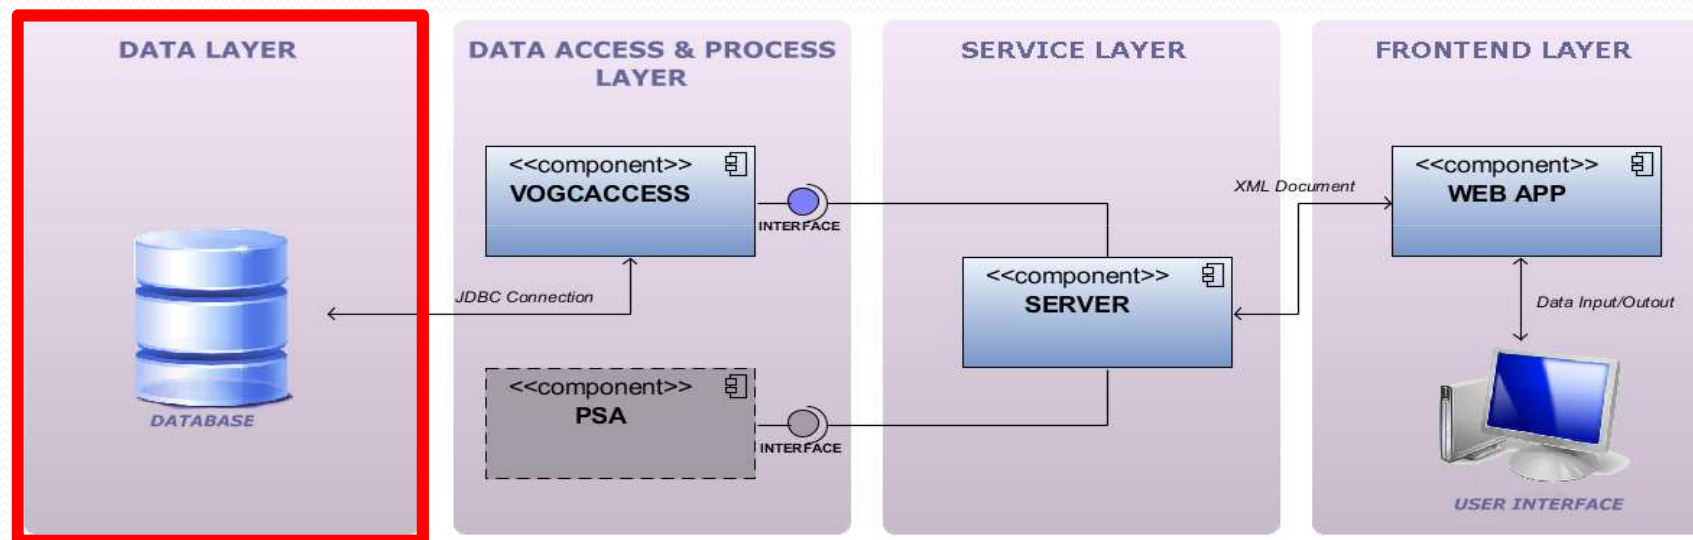 DATA LAYER
DATABASE
DATA ACCESS & PROCESS
LAYER
<<component>>
VOGCACCESS
INTERFACE
JDBC Connection
<<component>>
PSA
INTERFACE
SERVICE LAYER
<<component>>
SERVER
XML Document
FRONTEND LAYER
<<component>>
WEB APP
Data Input/Outout
USER INTERFACE